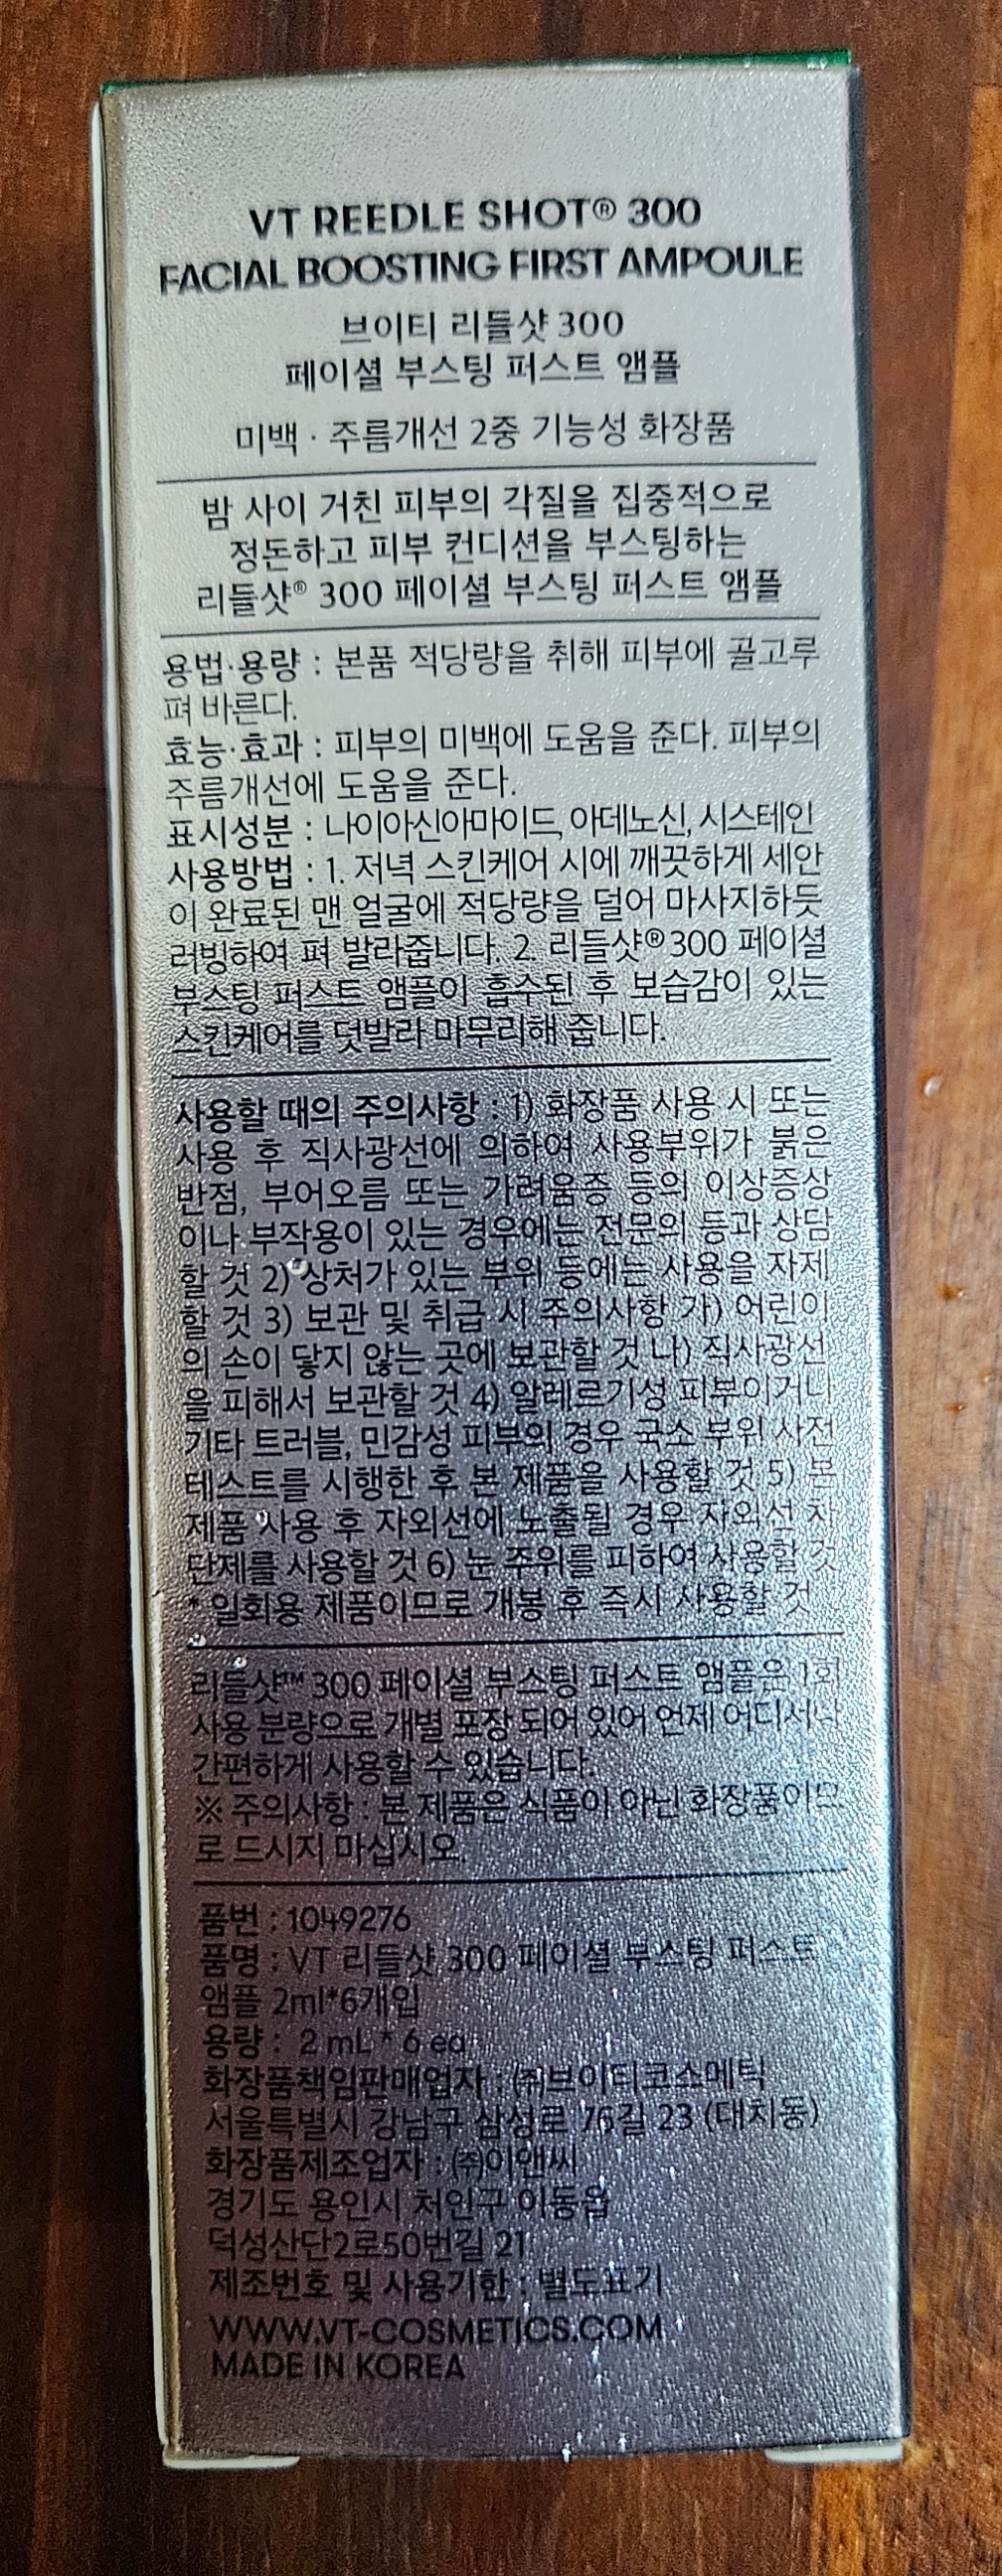 VT REEDLE SHOT® 300
FACIAL BOOSTING FIRST AMPOULE
브이티 리들샷 300
페이셜 부스팅 퍼스트 앰플
미백 · 주름개선 2중 기능성 화장품
밤 사이 거친 피부의 각질을 집중적으로
정돈하고 피부 컨디션을 부스팅하는
리들샷® 300 페이셜 부스팅 퍼스트 앰플
용법·용량 : 본품 적당량을 취해 피부에 골고루
펴 바른다.
효능·효과 : 피부의 미백에 도움을 준다. 피부의
주름개선에 도움을 준다.
표시성분 : 나이아신아마이드, 아데노신, 시스테인
사용방법 : 1. 저녁 스킨케어 시에 깨끗하게 세안
이 완료된 맨 얼굴에 적당량을 덜어 마사지하듯
러빙하여 펴 발라줍니다. 2. 리들샷®300 페이셜
부스팅 퍼스트 앰플이 흡수된 후 보습감이 있는
스킨케어를 덧발라 마무리해 줍니다.
사용할 때의 주의사항 : 1) 화장품 사용 시 또는
사용 후 직사광선에 의하여 사용부위가 붉은
반점, 부어오름 또는 가려움증 등의 이상증상
이나 부작용이 있는 경우에는 전문의 등과 상담
할 것 2) 상처가 있는 부위 등에는 사용을 자제
할 것 3) 보관 및 취급 시 주의사항 가) 어린이
의 손이 닿지 않는 곳에 보관할 것 나) 직사광선
을 피해서 보관할 것 4) 알레르기성 피부이거나
기타 트러블, 민감성 피부의 경우 국소 부위 사전
테스트를 시행한 후 본 제품을 사용할 것 5) 본
제품 사용 후 자외선에 노출될 경우 자외선 차
단제를 사용할 것 6) 눈 주위를 피하여 사용할 것
* 일회용 제품이므로 개봉 후 즉시 사용할 것
리들샷™ 300 페이셜 부스팅 퍼스트 앰플은 1회
사용 분량으로 개별 포장 되어 있어 언제 어디서나
간편하게 사용할 수 있습니다.
※ 주의사항 : 본 제품은 식품이 아닌 화장품이므
로 드시지 마십시오.
품번 : 1049276
품명 : VT 리들샷 300 페이셜 부스팅 퍼스트
앰플 2ml*6개입
용량 : 2 mL * 6 ea
화장품책임판매업자 : ㈜브이티코스메틱
서울특별시 강남구 삼성로 76길 23 (대치동)
화장품제조업자 : ㈜이앤씨
경기도 용인시 처인구 이동읍
덕성산단2로50번길 21
제조번호 및 사용기한 : 별도표기
WWW.VT-COSMETICS.COM
MADE IN KOREA